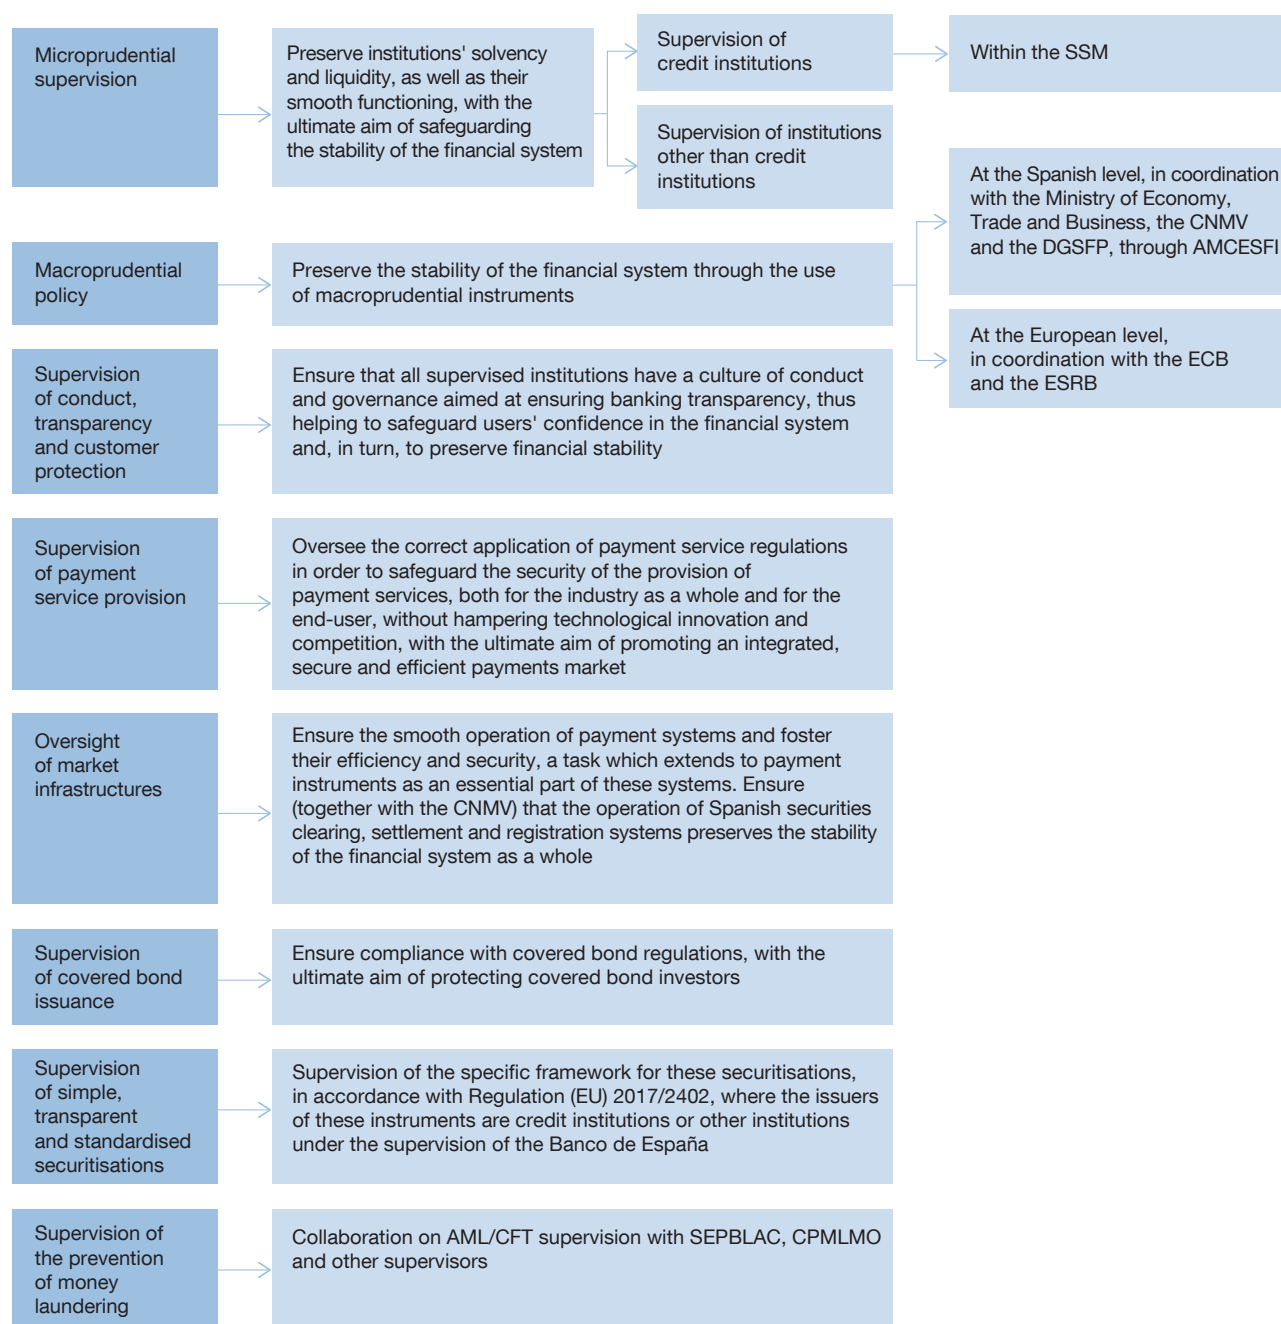 Microprudential
supervision
Preserve institutions' solvency
and liquidity, as well as their
smooth functioning, with the
ultimate aim of safeguarding
the stability of the financial system
Supervision of
credit institutions
Within the SSM
Supervision of institutions
other than credit
institutions
Macroprudential
policy
Preserve the stability of the financial system through the use
of macroprudential instruments
At the Spanish level, in coordination
with the Ministry of Economy,
Trade and Business, the CNMV
and the DGSFP, through AMCESFI
At the European level,
in coordination with the ECB
and the ESRB
Supervision
of conduct,
transparency
and customer
protection
Ensure that all supervised institutions have a culture of conduct
and governance aimed at ensuring banking transparency, thus
helping to safeguard users' confidence in the financial system
and, in turn, to preserve financial stability
Supervision
of payment
service provision
Oversee the correct application of payment service regulations
in order to safeguard the security of the provision of
payment services, both for the industry as a whole and for the
end-user, without hampering technological innovation and
competition, with the ultimate aim of promoting an integrated,
secure and efficient payments market
Oversight
of market
infrastructures
Ensure the smooth operation of payment systems and foster
their efficiency and security, a task which extends to payment
instruments as an essential part of these systems. Ensure
(together with the CNMV) that the operation of Spanish securities
clearing, settlement and registration systems preserves the stability
of the financial system as a whole
Supervision
of covered bond
issuance
Ensure compliance with covered bond regulations, with the
ultimate aim of protecting covered bond investors
Supervision
of simple,
transparent
and standardised
securitisations
Supervision of the specific framework for these securitisations,
in accordance with Regulation (EU) 2017/2402, where the issuers
of these instruments are credit institutions or other institutions
under the supervision of the Banco de España
Supervision of
the prevention
of money
laundering
Collaboration on AML/CFT supervision with SEPBLAC, CPMLMO
and other supervisors